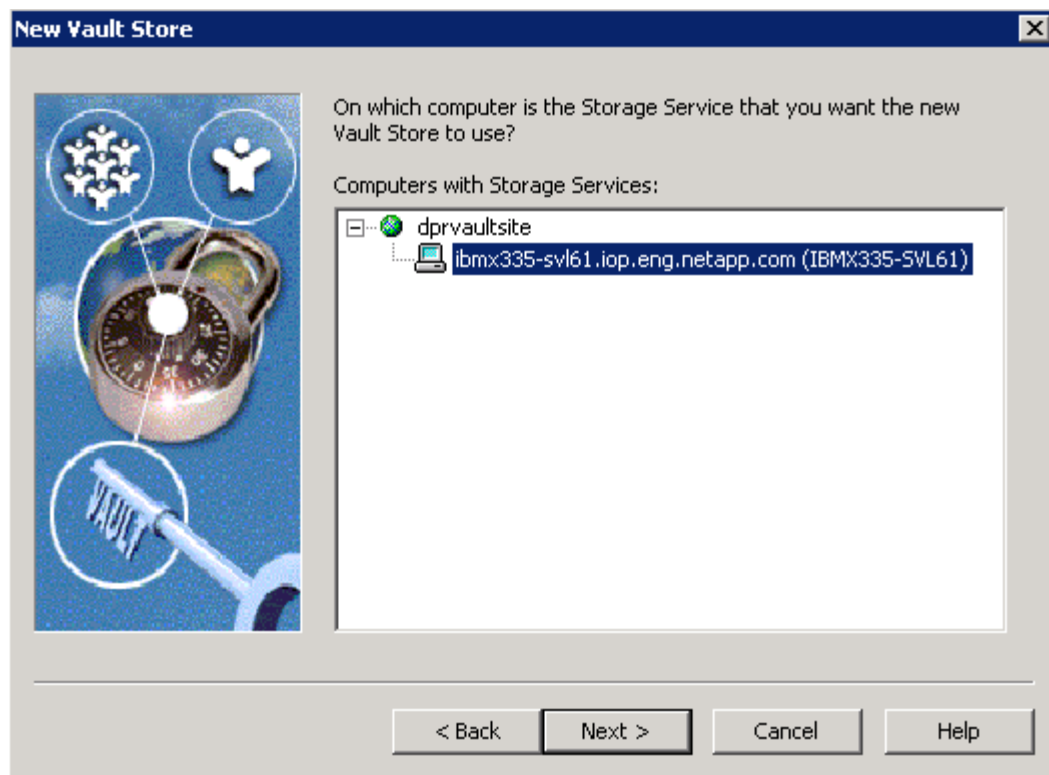 New Vault Store
On which computer is the Storage Service that you want the new
Vault Store to use?
Computers with Storage Services:
dprvaultsite
ibmx335-svl61.iop.eng.netapp.com (IBMX335-SVL61)
VAULT
< Back
Next >
Cancel
Help